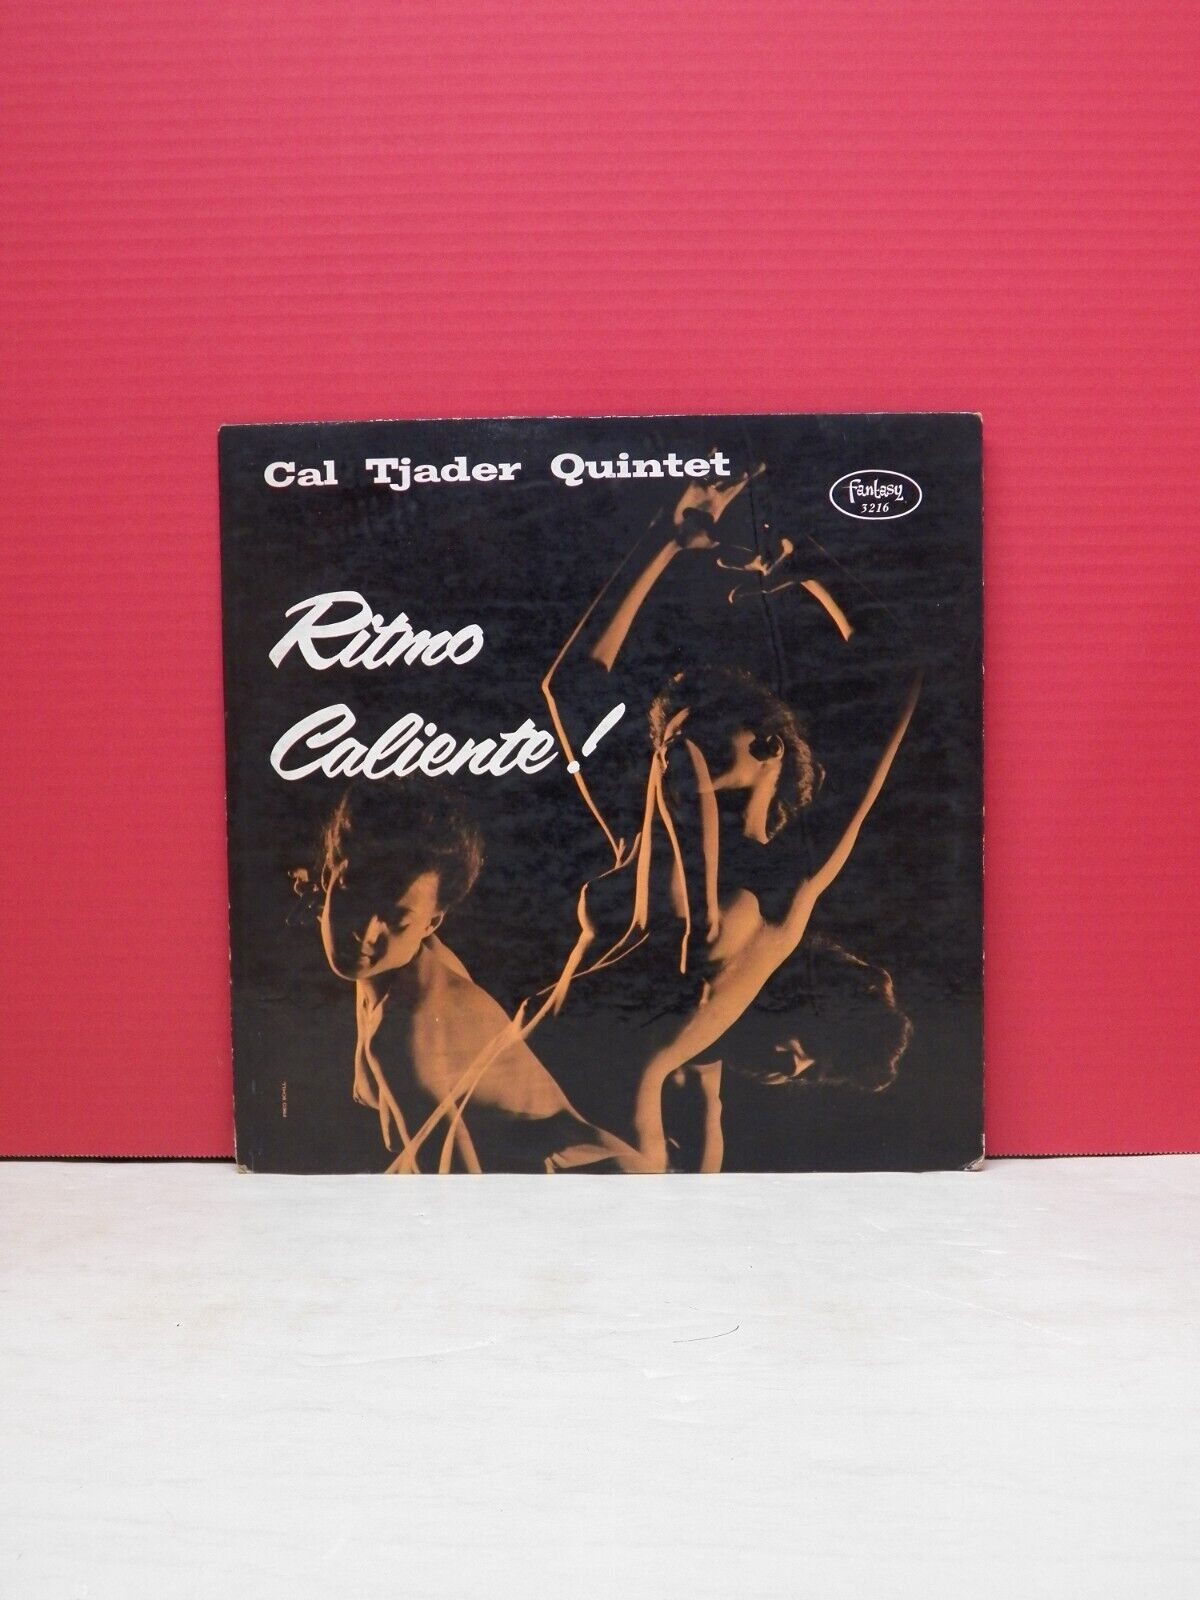 Cal Tjader Quintet
fantasy
3216
Ritmo
Caliente!